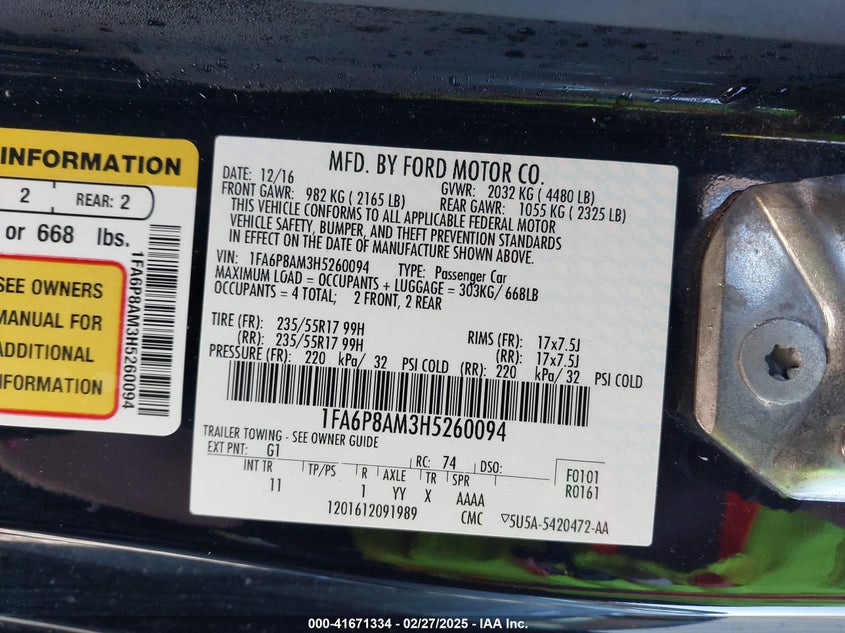 INFORMATION
2
REAR: 2
or 668 lbs.
SEE OWNERS
MANUAL FOR
ADDITIONAL
INFORMATION
1FA6P8AM3H5260094
MFD. BY FORD MOTOR CO.
DATE: 12/16 GVWR: 2032 KG ( 4480 LB)
FRONT GAWR: 982 KG ( 2165 LB) REAR GAWR: 1055 KG ( 2325 LB)
THIS VEHICLE CONFORMS TO ALL APPLICABLE FEDERAL MOTOR
VEHICLE SAFETY, BUMPER, AND THEFT PREVENTION STANDARDS
IN EFFECT ON THE DATE OF MANUFACTURE SHOWN ABOVE.
VIN: 1FA6P8AM3H5260094 TYPE: Passenger Car
MAXIMUM LOAD = OCCUPANTS + LUGGAGE = 303KG/ 668LB
OCCUPANTS = 4 TOTAL; 2 FRONT, 2 REAR
TIRE (FR): 235/55R17 99H RIMS (FR): 17x7.5J
(RR): 235/55R17 99H (RR): 17x7.5J
PRESSURE (FR): 220 kPa/ 32 PSI COLD (RR): 220 kPa/ 32 PSI COLD
1FA6P8AM3H5260094
TRAILER TOWING - SEE OWNER GUIDE
EXT PNT: G1 RC: 74 DSO: F0101
INT TR TP/PS R AXLE TR SPR R0161
11 1 YY X AAAA
1201612091989 CMC ▽5U5A-5420472-AA
000-41671334 - 02/27/2025 - IAA Inc.